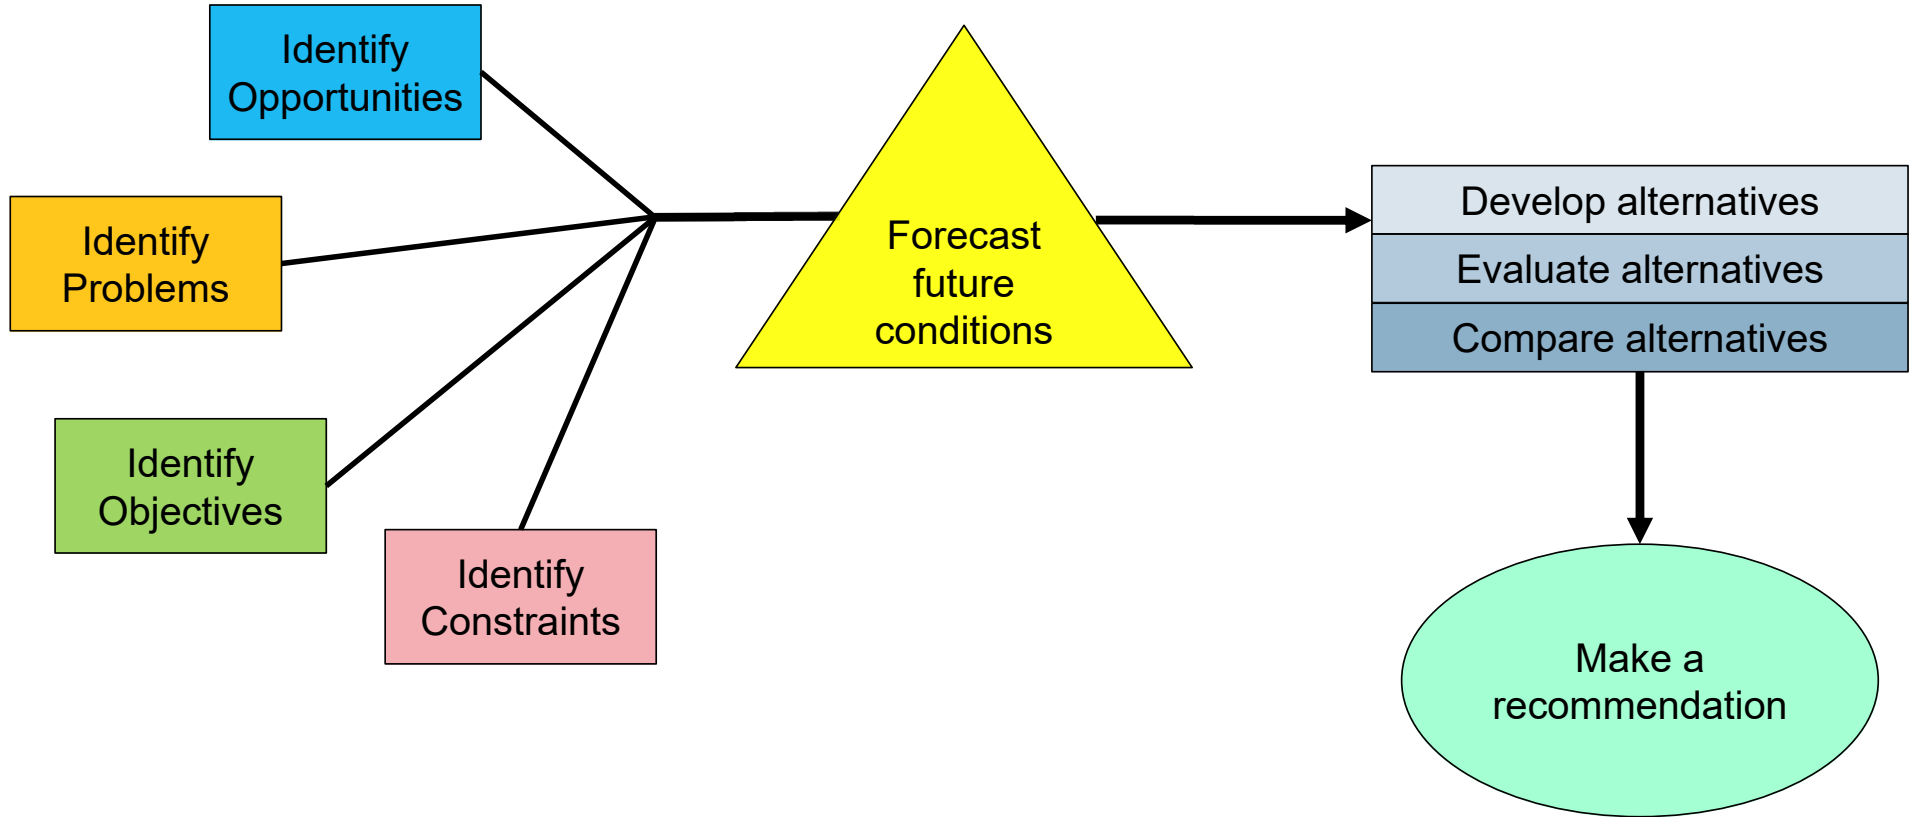 Identify
Opportunities
Identify
Problems
Identify
Objectives
Identify
Constraints
Forecast
future
conditions
Develop alternatives
Evaluate alternatives
Compare alternatives
Make a
recommendation